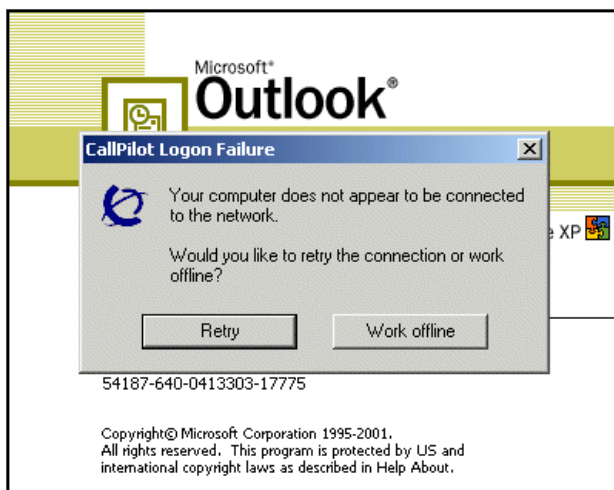 Microsoft®
Outlook®
CallPilot Logon Failure
Your computer does not appear to be connected
to the network.
Would you like to retry the connection or work
offline?
XP
Retry
Work offline
54187-640-0413303-17775
Copyright© Microsoft Corporation 1995-2001.
All rights reserved. This program is protected by US and
international copyright laws as described in Help About.